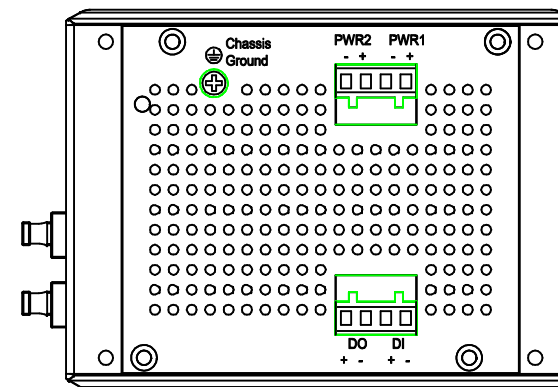 Chassis
Ground
PWR2 PWR1
- + - +
DO DI
+ - + -